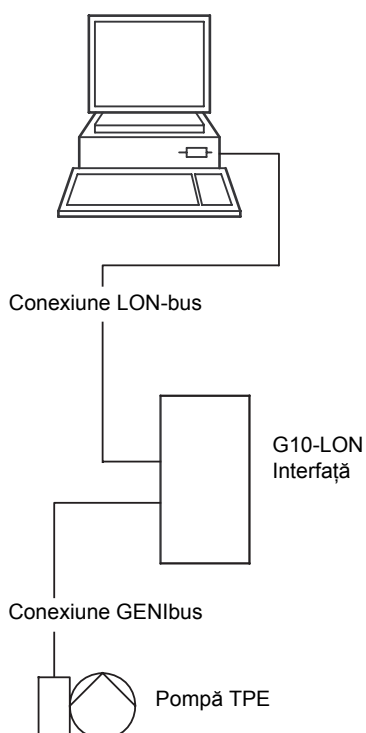 Conexiune LON-bus
G10-LON
Interfață
Conexiune GENIbus
Pompă TPE